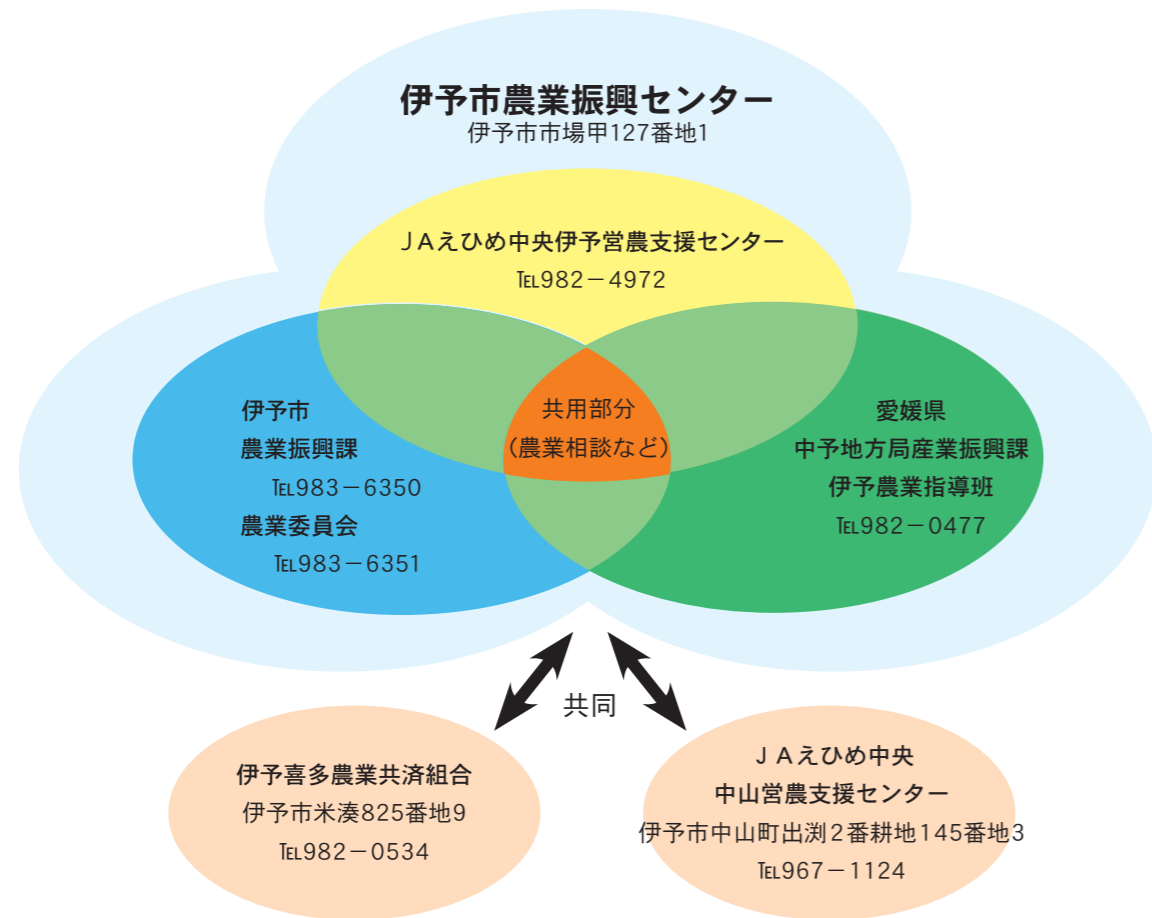 伊予市農業振興センター
伊予市市場甲127番地1
ＪＡえひめ中央伊予営農支援センター
℡982－4972
伊予市
農業振興課
℡983－6350
農業委員会
℡983－6351
共用部分
（農業相談など）
愛媛県
中予地方局産業振興課
伊予農業指導班
℡982－0477
共同
伊予喜多農業共済組合
伊予市米湊825番地9
℡982－0534
ＪＡえひめ中央
中山営農支援センター
伊予市中山町出渕2番耕地145番地3
℡967－1124